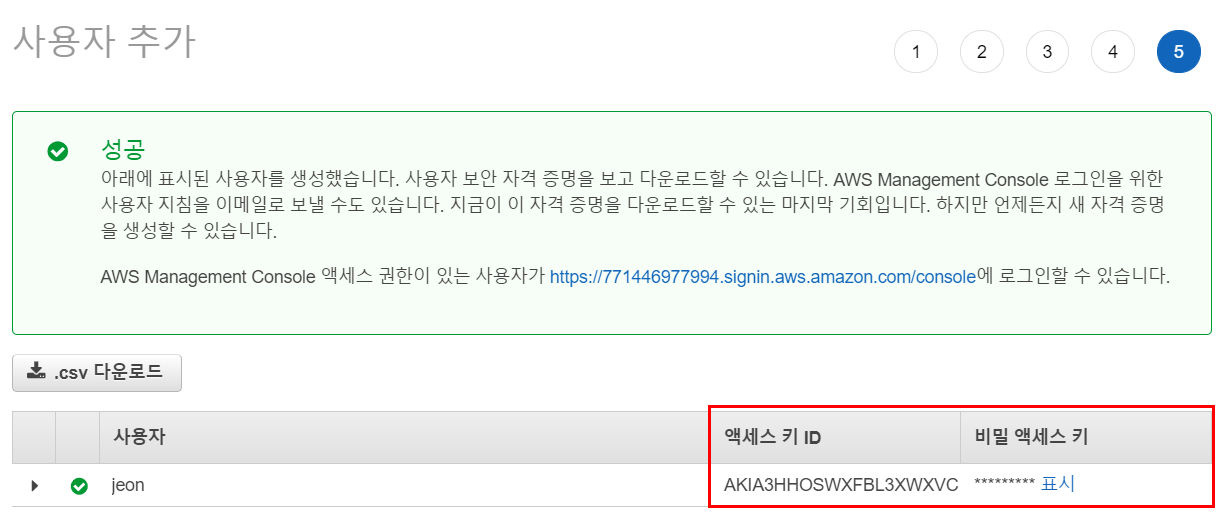 사용자 추가
1 2 3 4 5
성공
아래에 표시된 사용자를 생성했습니다. 사용자 보안 자격 증명을 보고 다운로드할 수 있습니다. AWS Management Console 로그인을 위한
사용자 지침을 이메일로 보낼 수도 있습니다. 지금이 이 자격 증명을 다운로드할 수 있는 마지막 기회입니다. 하지만 언제든지 새 자격 증명
을 생성할 수 있습니다.
AWS Management Console 액세스 권한이 있는 사용자가 https://771446977994.signin.aws.amazon.com/console에 로그인할 수 있습니다.
.csv 다운로드
사용자 액세스 키 ID 비밀 액세스 키
jeon AKIA3HHOSWXFBL3XWXVC ********* 표시